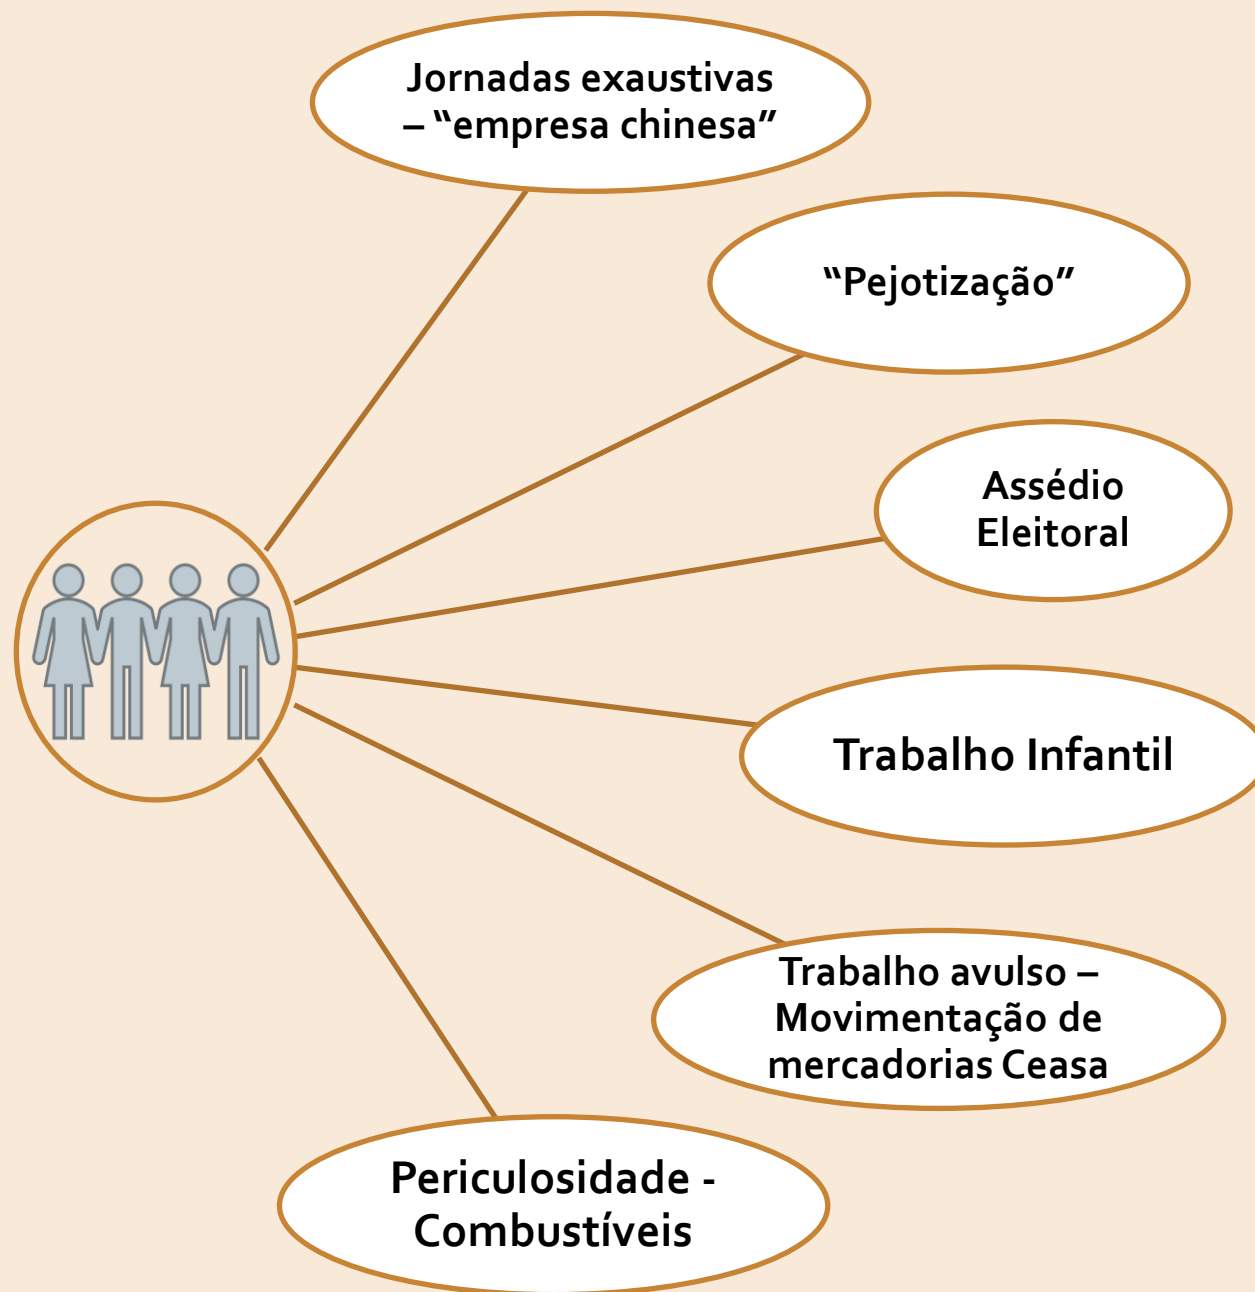 Jornadas exaustivas
– “empresa chinesa”
“Pejotização”
Assédio
Eleitoral
Trabalho Infantil
Trabalho avulso –
Movimentação de
mercadorias Ceasa
Periculosidade -
Combustíveis